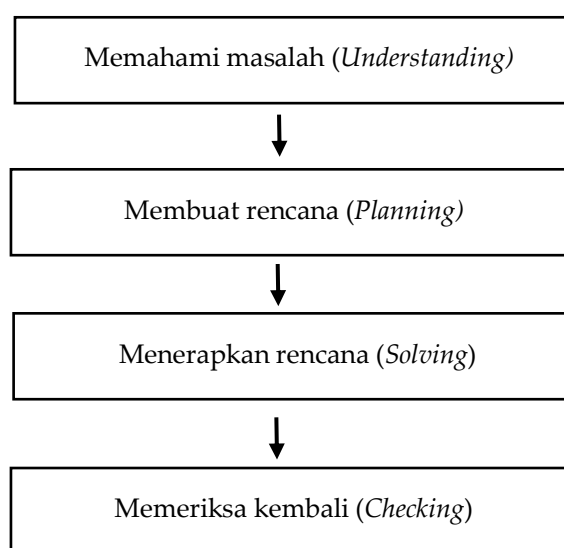 Memahami masalah (Understanding)
Membuat rencana (Planning)
Menerapkan rencana (Solving)
Memeriksa kembali (Checking)